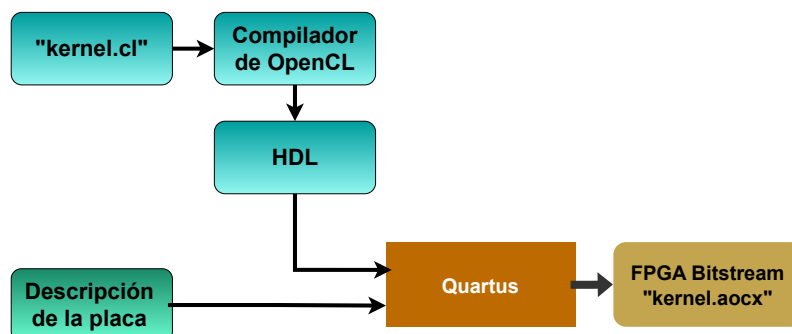 "kernel.cl"
Compilador
de OpenCL
HDL
Descripción
de la placa
Quartus
FPGA Bitstream
"kernel.aocx"